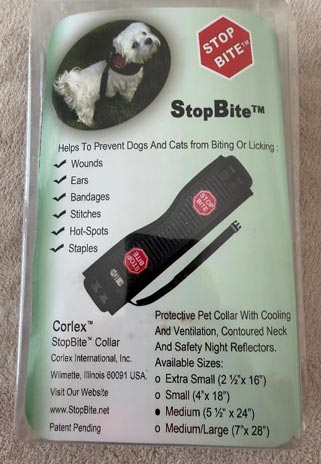 STOP
BITE™
StopBite™
Helps To Prevent Dogs And Cats from Biting Or Licking :
✓ Wounds
✓ Ears
✓ Bandages
✓ Stitches
✓ Hot-Spots
✓ Staples
STOP
BITE
STOP
BITE
Corlex™
StopBite™ Collar
Corlex International, Inc.
Wilmette, Illinois 60091 USA.
Visit Our Website
www.StopBite.net
Patent Pending
Protective Pet Collar With Cooling
And Ventilation, Contoured Neck
And Safety Night Reflectors.
Available Sizes:
o Extra Small (2 ½"x 16")
o Small (4"x 18")
● Medium (5 ½" x 24")
o Medium/Large (7"x 28")